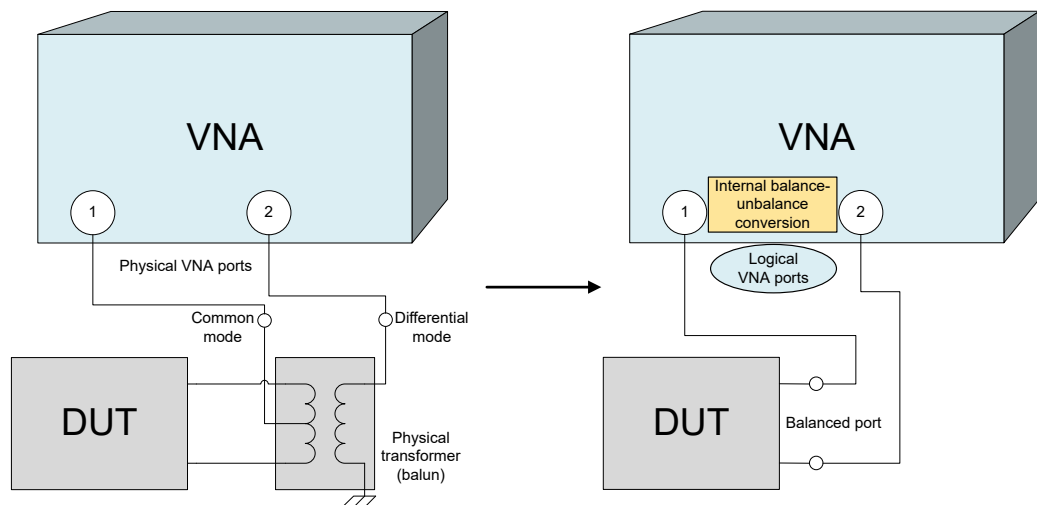 VNA
1
2
Physical VNA ports
Common
mode
Differential
mode
DUT
Physical
transformer
(balun)
VNA
1
Internal balance-
unbalance
conversion
2
Logical
VNA ports
DUT
Balanced port